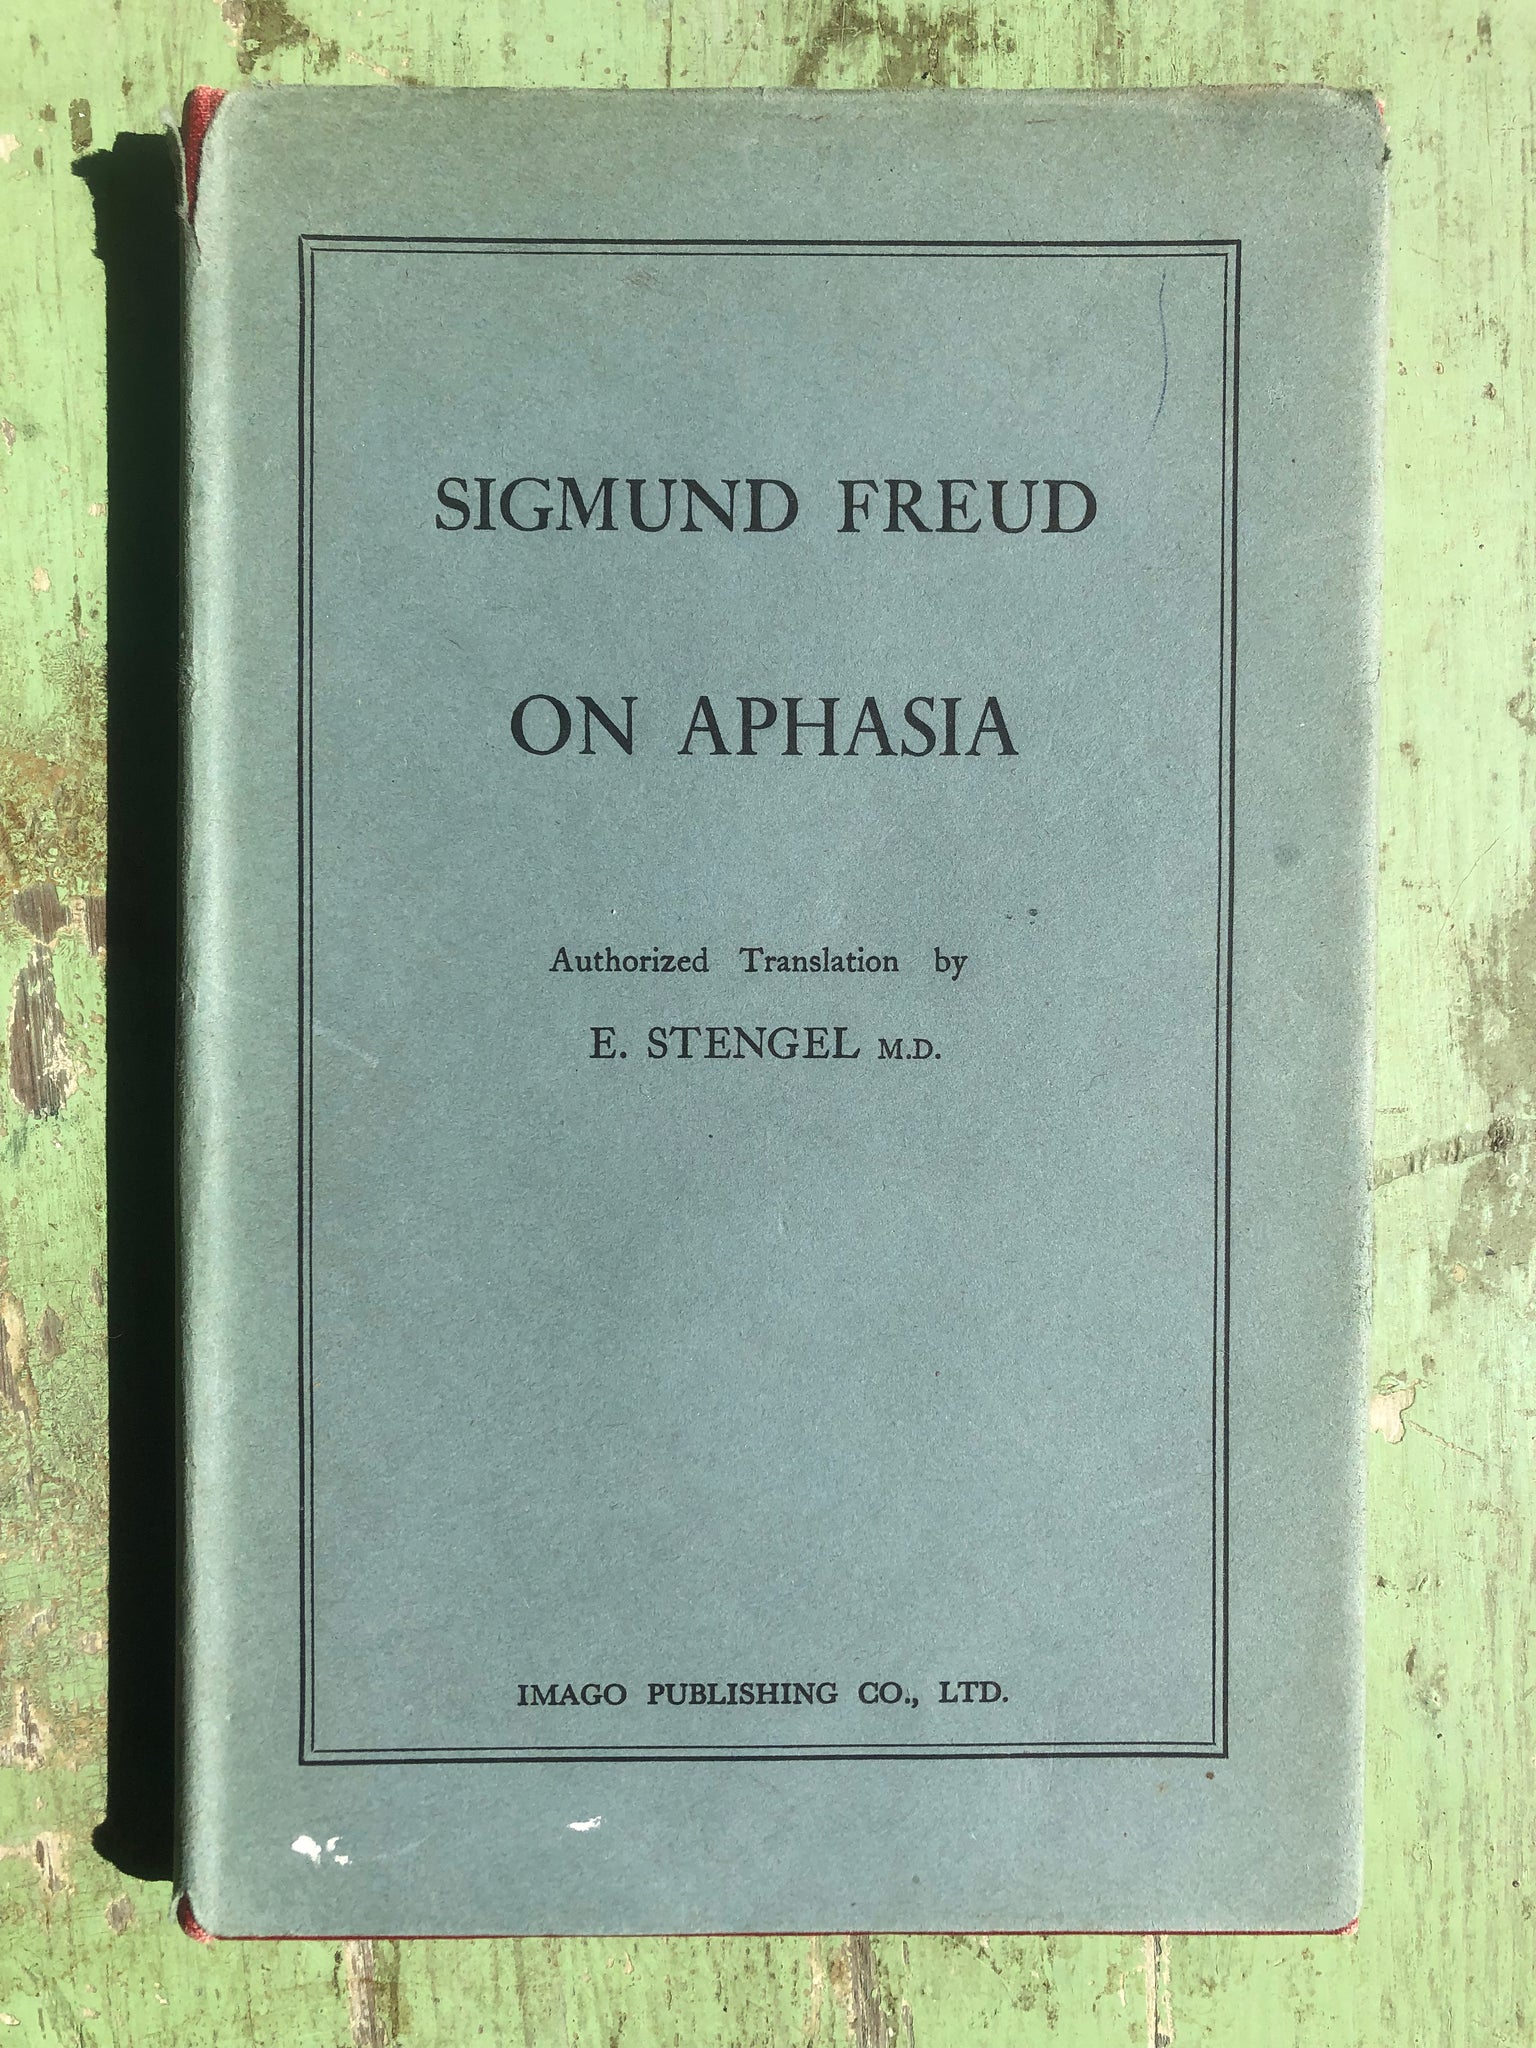 SIGMUND FREUD
ON APHASIA
Authorized Translation by
E. STENGEL M.D.
IMAGO PUBLISHING CO., LTD.